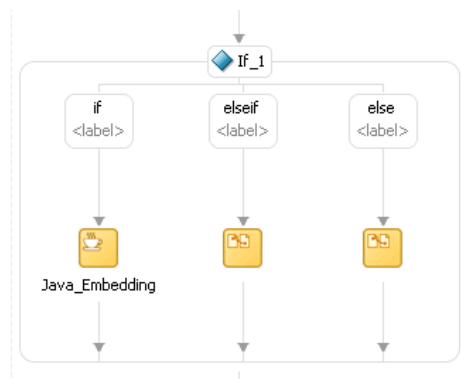 If_1
if
<label>
elseif
<label>
else
<label>
Java_Embedding